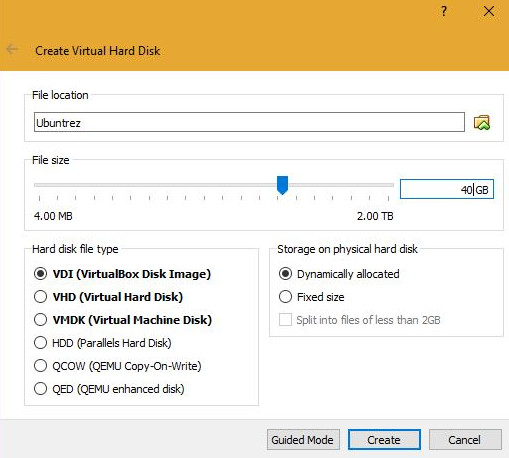 ?
Create Virtual Hard Disk
File location
Ubuntrez
File size
40 GB
4.00 MB 2.00 TB
Hard disk file type
VDI (VirtualBox Disk Image)
VHD (Virtual Hard Disk)
VMDK (Virtual Machine Disk)
HDD (Parallels Hard Disk)
QCOW (QEMU Copy-On-Write)
QED (QEMU enhanced disk)
Storage on physical hard disk
Dynamically allocated
Fixed size
Split into files of less than 2GB
Guided Mode Create Cancel